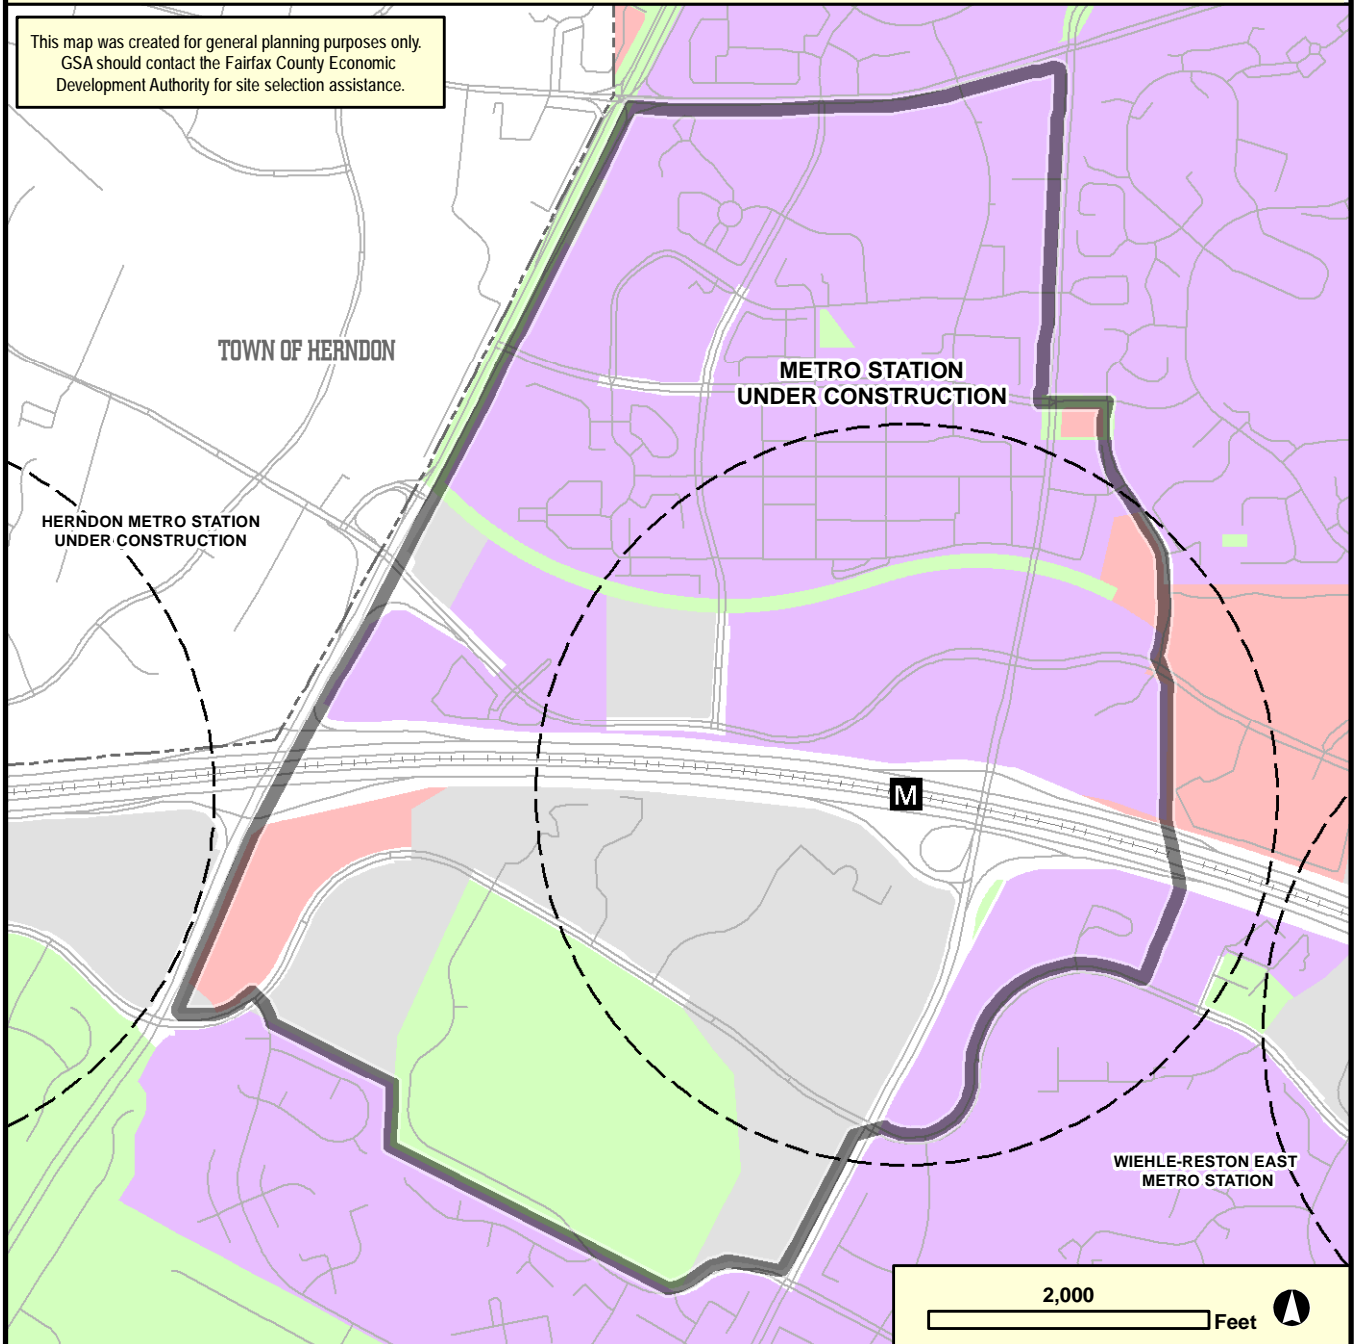 This map was created for general planning purposes only.
GSA should contact the Fairfax County Economic
Development Authority for site selection assistance.
TOWN OF HERNDON
METRO STATION
UNDER CONSTRUCTION
HERNDON METRO STATION
UNDER CONSTRUCTION
M
WIEHLE-RESTON EAST
METRO STATION
2,000
Feet